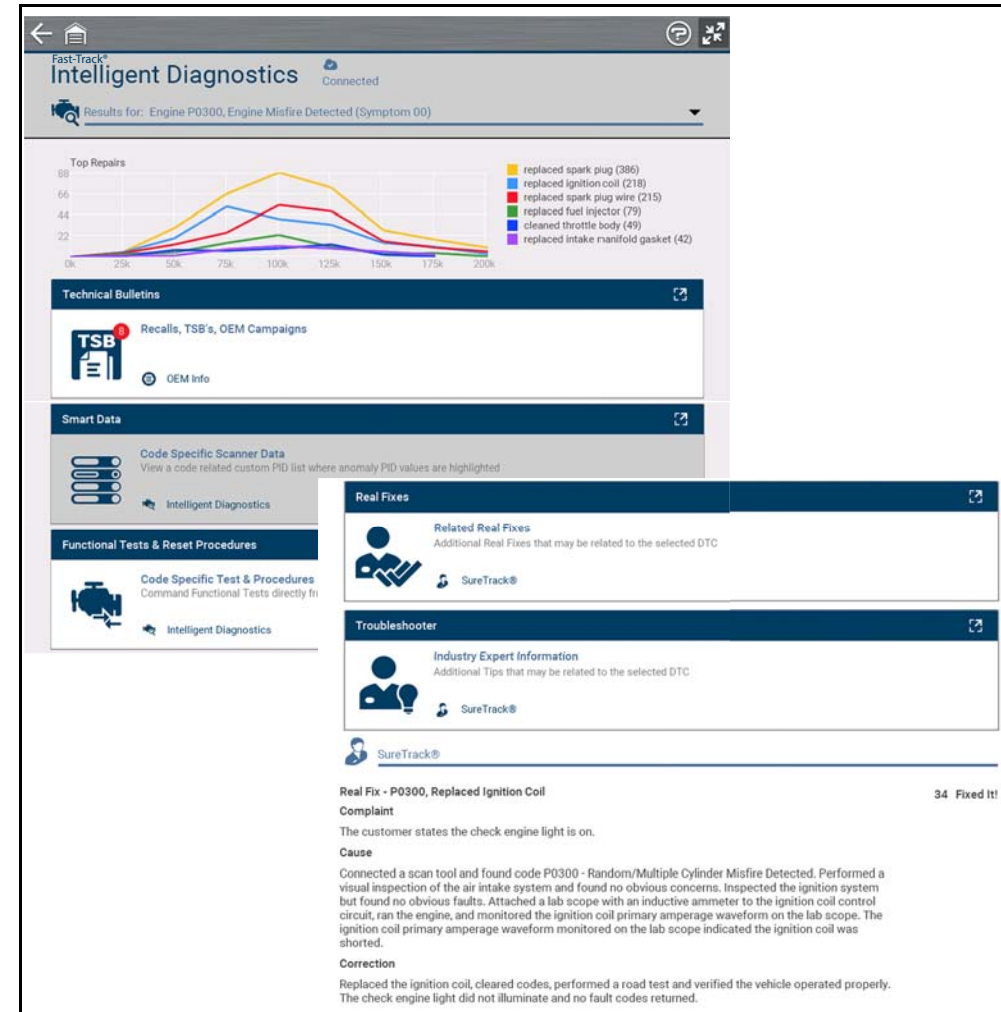 Fast-Track®
Intelligent Diagnostics
Connected
Results for: Engine P0300, Engine Misfire Detected (Symptom 00)
Top Repairs
88
66
44
22
0k 25k 50k 75k 100k 125k 150k 175k 200k
replaced spark plug (386)
replaced ignition coil (218)
replaced spark plug wire (215)
replaced fuel injector (79)
cleaned throttle body (49)
replaced intake manifold gasket (42)
Technical Bulletins
TSB
8
Recalls, TSB's, OEM Campaigns
OEM Info
Smart Data
Code Specific Scanner Data
View a code related custom PID list where anomaly PID values are highlighted
Intelligent Diagnostics
Functional Tests & Reset Procedures
Code Specific Test & Procedures
Command Functional Tests directly
Intelligent Diagnostics
Real Fixes
Related Real Fixes
Additional Real Fixes that may be related to the selected DTC
SureTrack®
Troubleshooter
Industry Expert Information
Additional Tips that may be related to the selected DTC
SureTrack®
SureTrack®
Real Fix - P0300, Replaced Ignition Coil
34 Fixed It!
Complaint
The customer states the check engine light is on.
Cause
Connected a scan tool and found code P0300 - Random/Multiple Cylinder Misfire Detected. Performed a
visual inspection of the air intake system and found no obvious concerns. Inspected the ignition system
but found no obvious faults. Attached a lab scope with an inductive ammeter to the ignition coil control
circuit, ran the engine, and monitored the ignition coil primary amperage waveform on the lab scope. The
ignition coil primary amperage waveform monitored on the lab scope indicated the ignition coil was
shorted.
Correction
Replaced the ignition coil, cleared codes, performed a road test and verified the vehicle operated properly.
The check engine light did not illuminate and no fault codes returned.